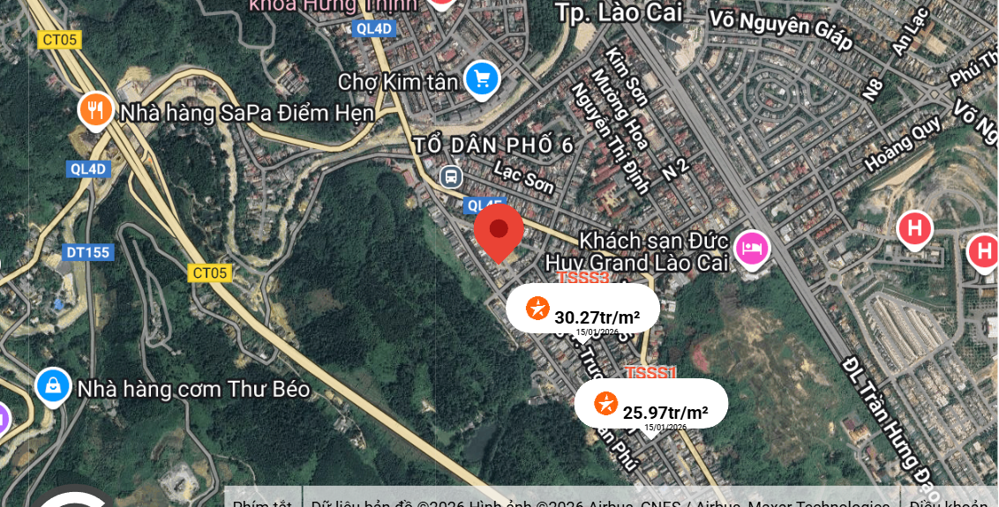 khoa Hưng Thịnh
Tp. Lào Cai
Võ Nguyên Giáp
An Lạc
CT05
QL4D
Kim Sơn
Phú Th
Chợ Kim tân
Mường Hoa
N8
Nguyễn Thị Định
Nhà hàng SaPa Điểm Hẹn
Võ Ng
TỔ DÂN PHỐ 6
Hoàng Quy
QL4D
Lạc Sơn
N 2
Khách sạn Đức
Huy Grand Lào Cai
H
H
DT155
CT05
TSSS3
30.27tr/m²
15/01/2026
TSSS1
ĐL Trần Hưng Đạo
Nhà hàng cơm Thư Béo
25.97tr/m²
15/01/2026
Phú
Phím tắt
Dữ liệu bản đồ ©2026 Hình ảnh ©2026 Airbus, CNES / Airbus, Maxar Technologies
Điều khoản